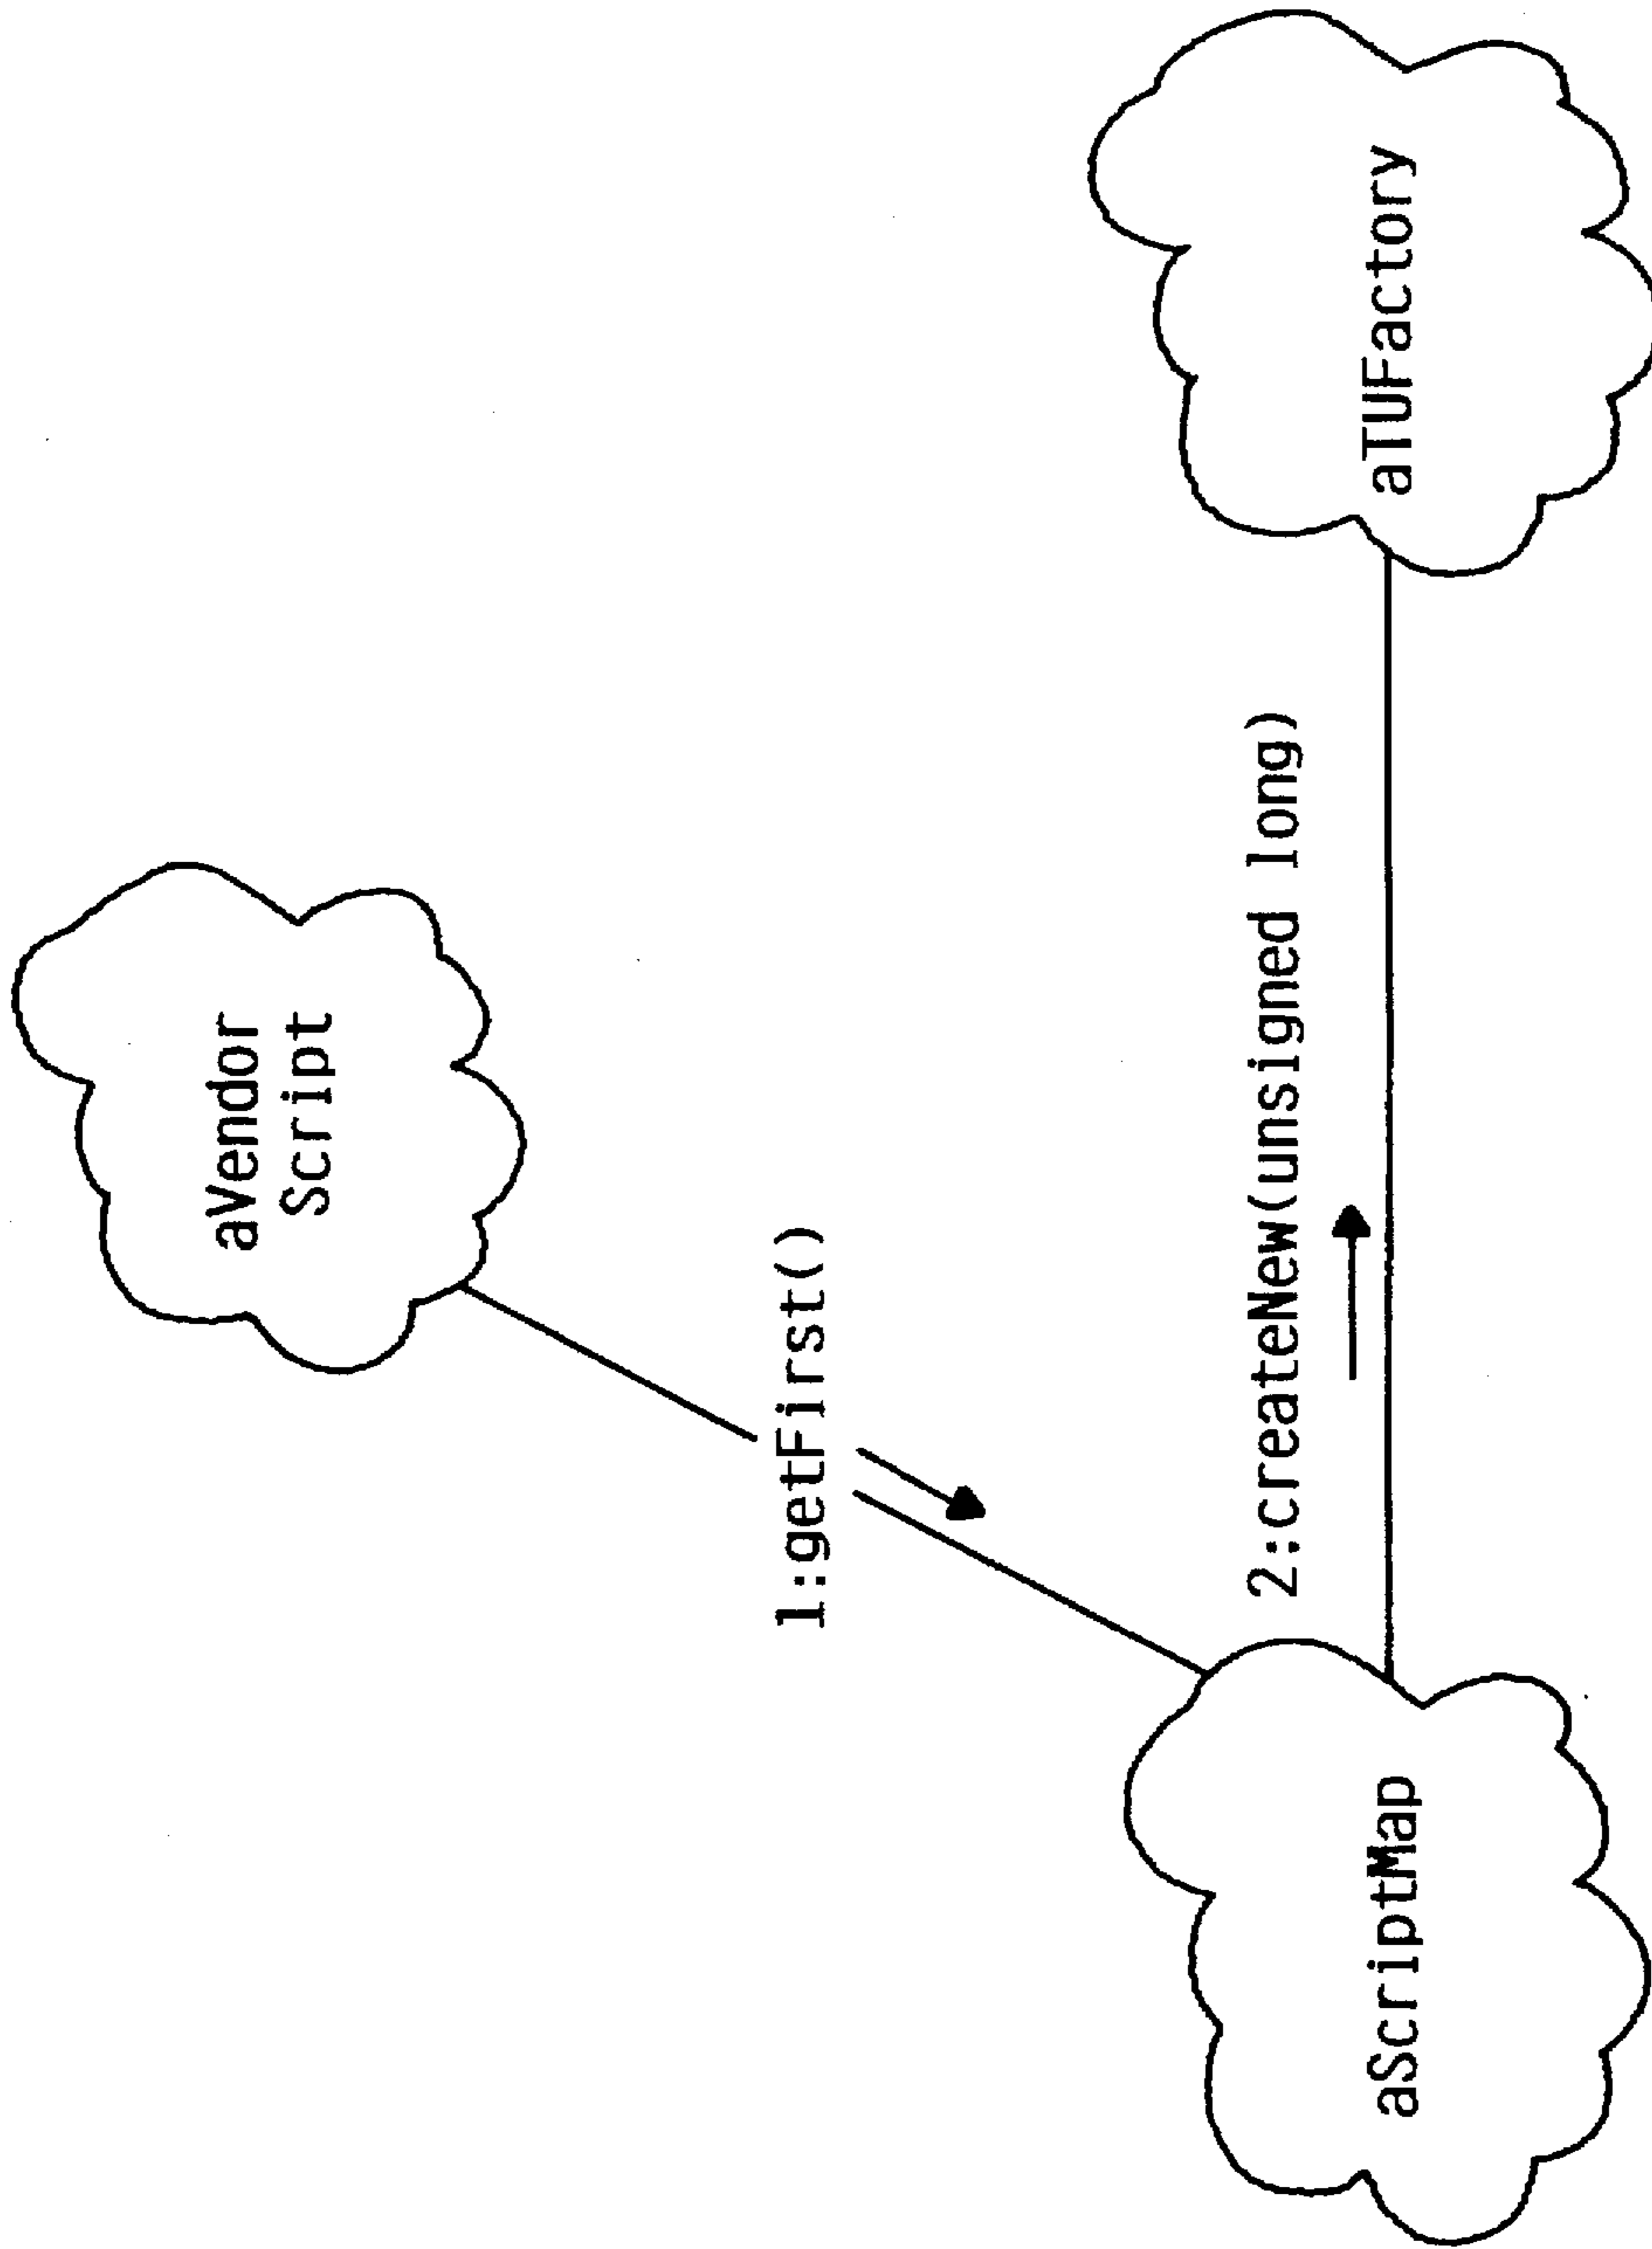 aVendor
Script
1:getFirst()
2:createNew(unsigned long)
aScriptMap
aTUFactory